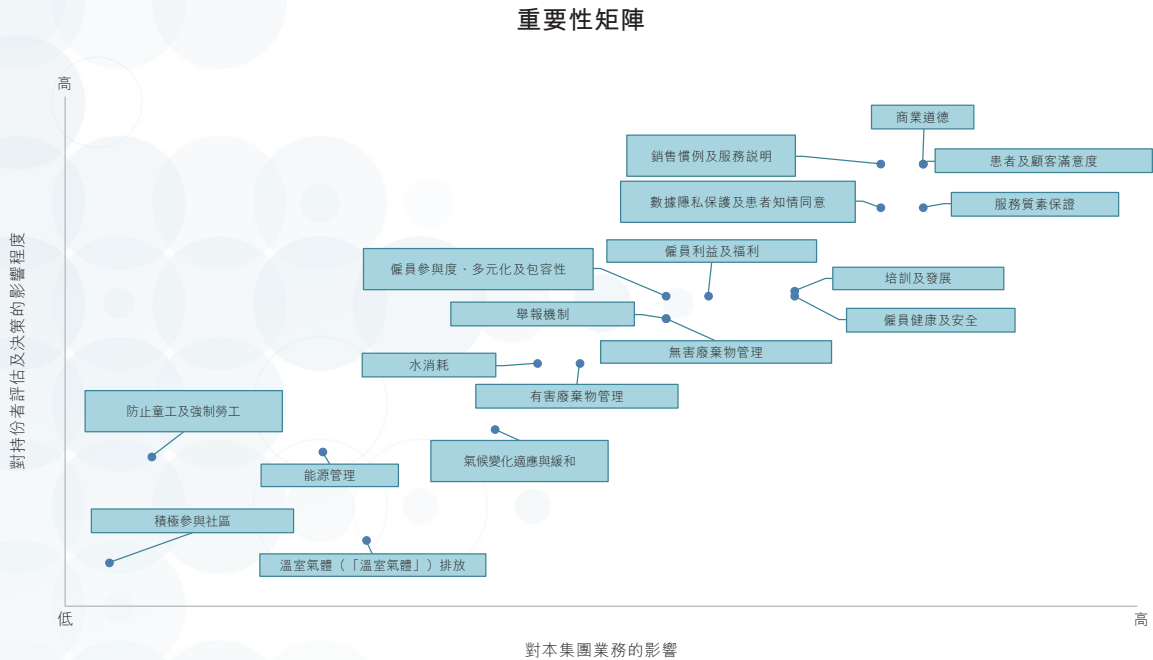 重要性矩陣
高
商業道德
銷售慣例及服務説明
患者及顧客滿意度
數據隱私保護及患者知情同意
服務質素保證
僱員利益及福利
僱員參與度、多元化及包容性
培訓及發展
舉報機制
僱員健康及安全
無害廢棄物管理
水消耗
有害廢棄物管理
防止童工及強制勞工
氣候變化適應與緩和
能源管理
積極參與社區
溫室氣體（「溫室氣體」）排放
對持份者評估及決策的影響程度
低
高
對本集團業務的影響